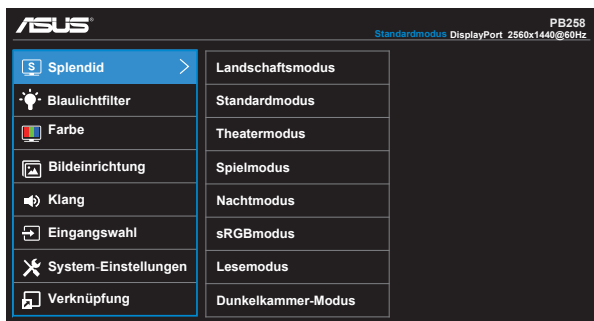 ASUS
PB258
Standardmodus DisplayPort 2560x1440@60Hz
S Splendid
Blaulichtfilter
Farbe
Bildeinrichtung
Klang
Eingangswahl
System-Einstellungen
Verknüpfung
Landschaftsmodus
Standardmodus
Theatermodus
Spielmodus
Nachtmodus
sRGBmodus
Lesemodus
Dunkelkammer-Modus